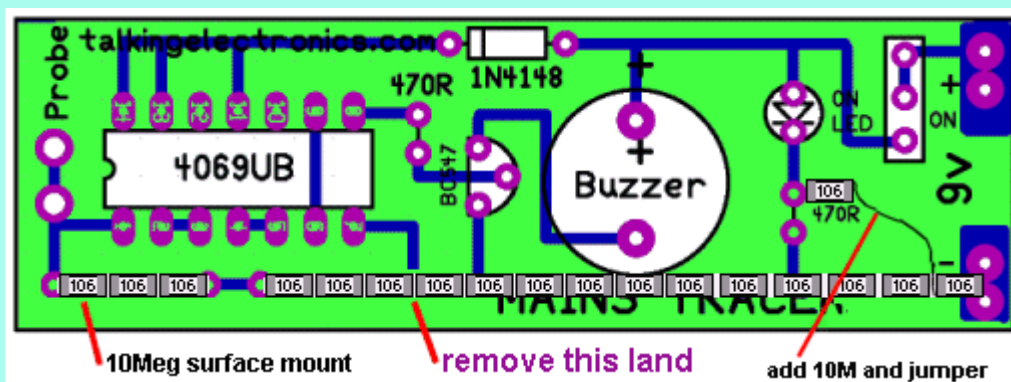 talkingelectronics.com
Probe
470R
1N4148
+
ON
LED
+
ON
4069UB
BC547
+
Buzzer
9v
106
470R
-
106 106 106 106 106 106 106 106 106 106 106 106 106 106 106 106 106
MAINS TRACER
10Meg surface mount
remove this land
add 10M and jumper